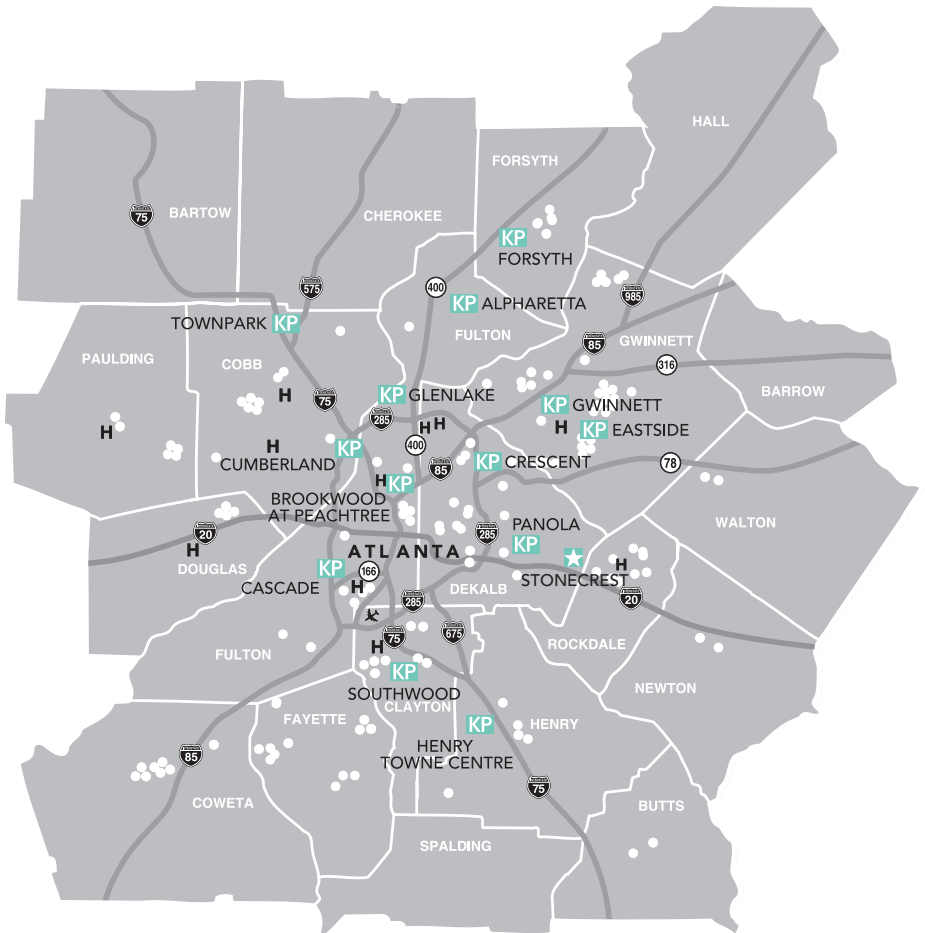 HALL
FORSYTH
BARTOW
75
CHEROKEE
KP
FORSYTH
575
400
985
KP ALPHARETTA
TOWNPARK KP
FULTON
85
GWINNETT
PAULDING
COBB
316
BARROW
H
75
KP GLENLAKE
285
KP GWINNETT
H
H H
H
KP EASTSIDE
H
400
KP
CUMBERLAND
85
KP CRESCENT
78
H KP
BROOKWOOD
AT PEACHTREE
WALTON
20
285
PANOLA
KP
H
DOUGLAS
ATLANTA
H
KP
166
STONECREST
CASCADE
H
DEKALB
285
20
75
675
H
ROCKDALE
FULTON
KP
SOUTHWOOD
NEWTON
CLAYTON
FAYETTE
KP
HENRY
HENRY
TOWNE CENTRE
85
75
COWETA
BUTTS
SPALDING